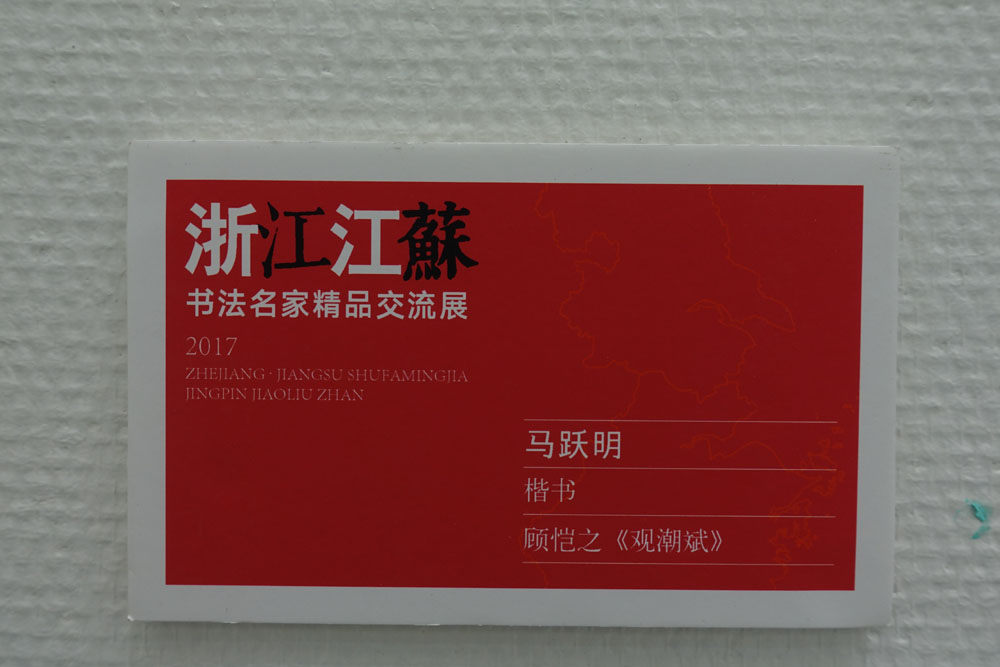 浙江江蘇
书法名家精品交流展
2017
ZHEJIANG · JIANGSU SHUFAMINGJIA
JINGPIN JIAOLIU ZHAN
马跃明
楷书
顾恺之《观潮斌》